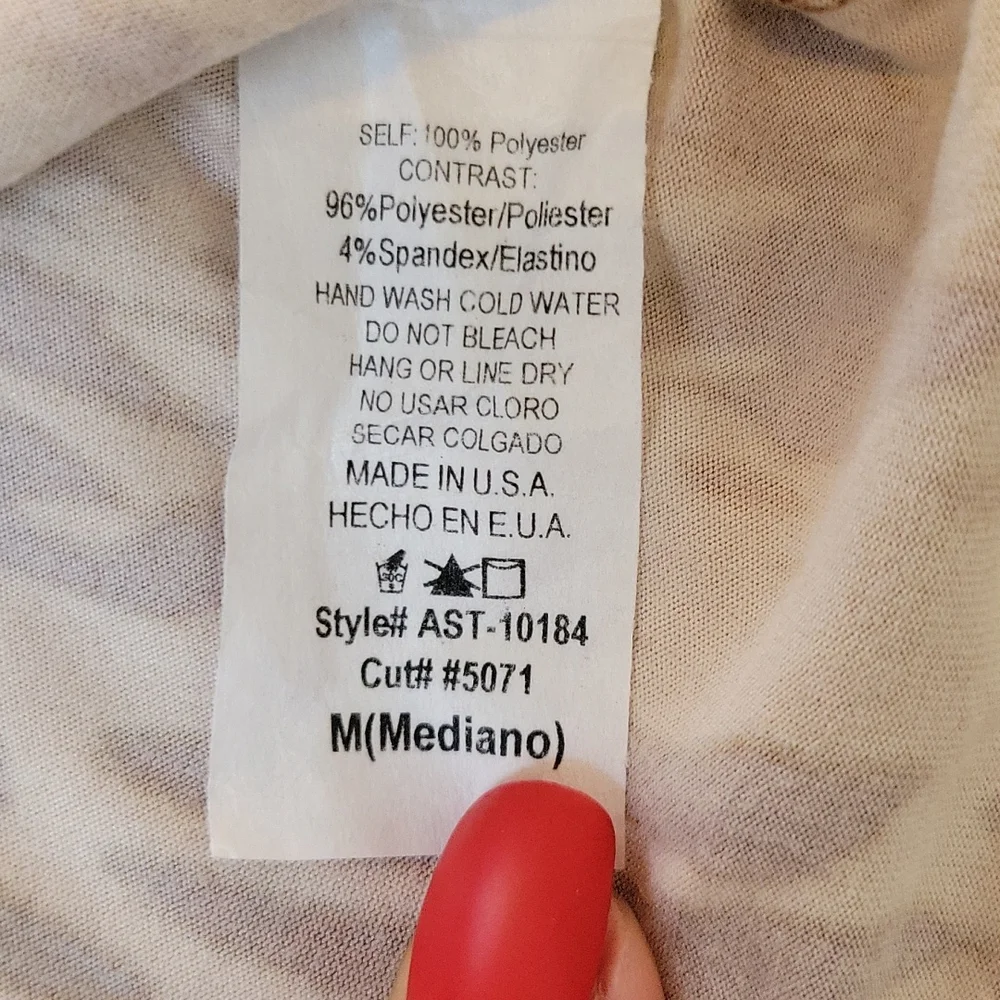 SELF: 100% Polyester
CONTRAST:
96%Polyester/Poliester
4%Spandex/Elastino
HAND WASH COLD WATER
DO NOT BLEACH
HANG OR LINE DRY
NO USAR CLORO
SECAR COLGADO
MADE IN U.S.A.
HECHO EN E.U.A.
Style# AST-10184
Cut# #5071
M(Mediano)